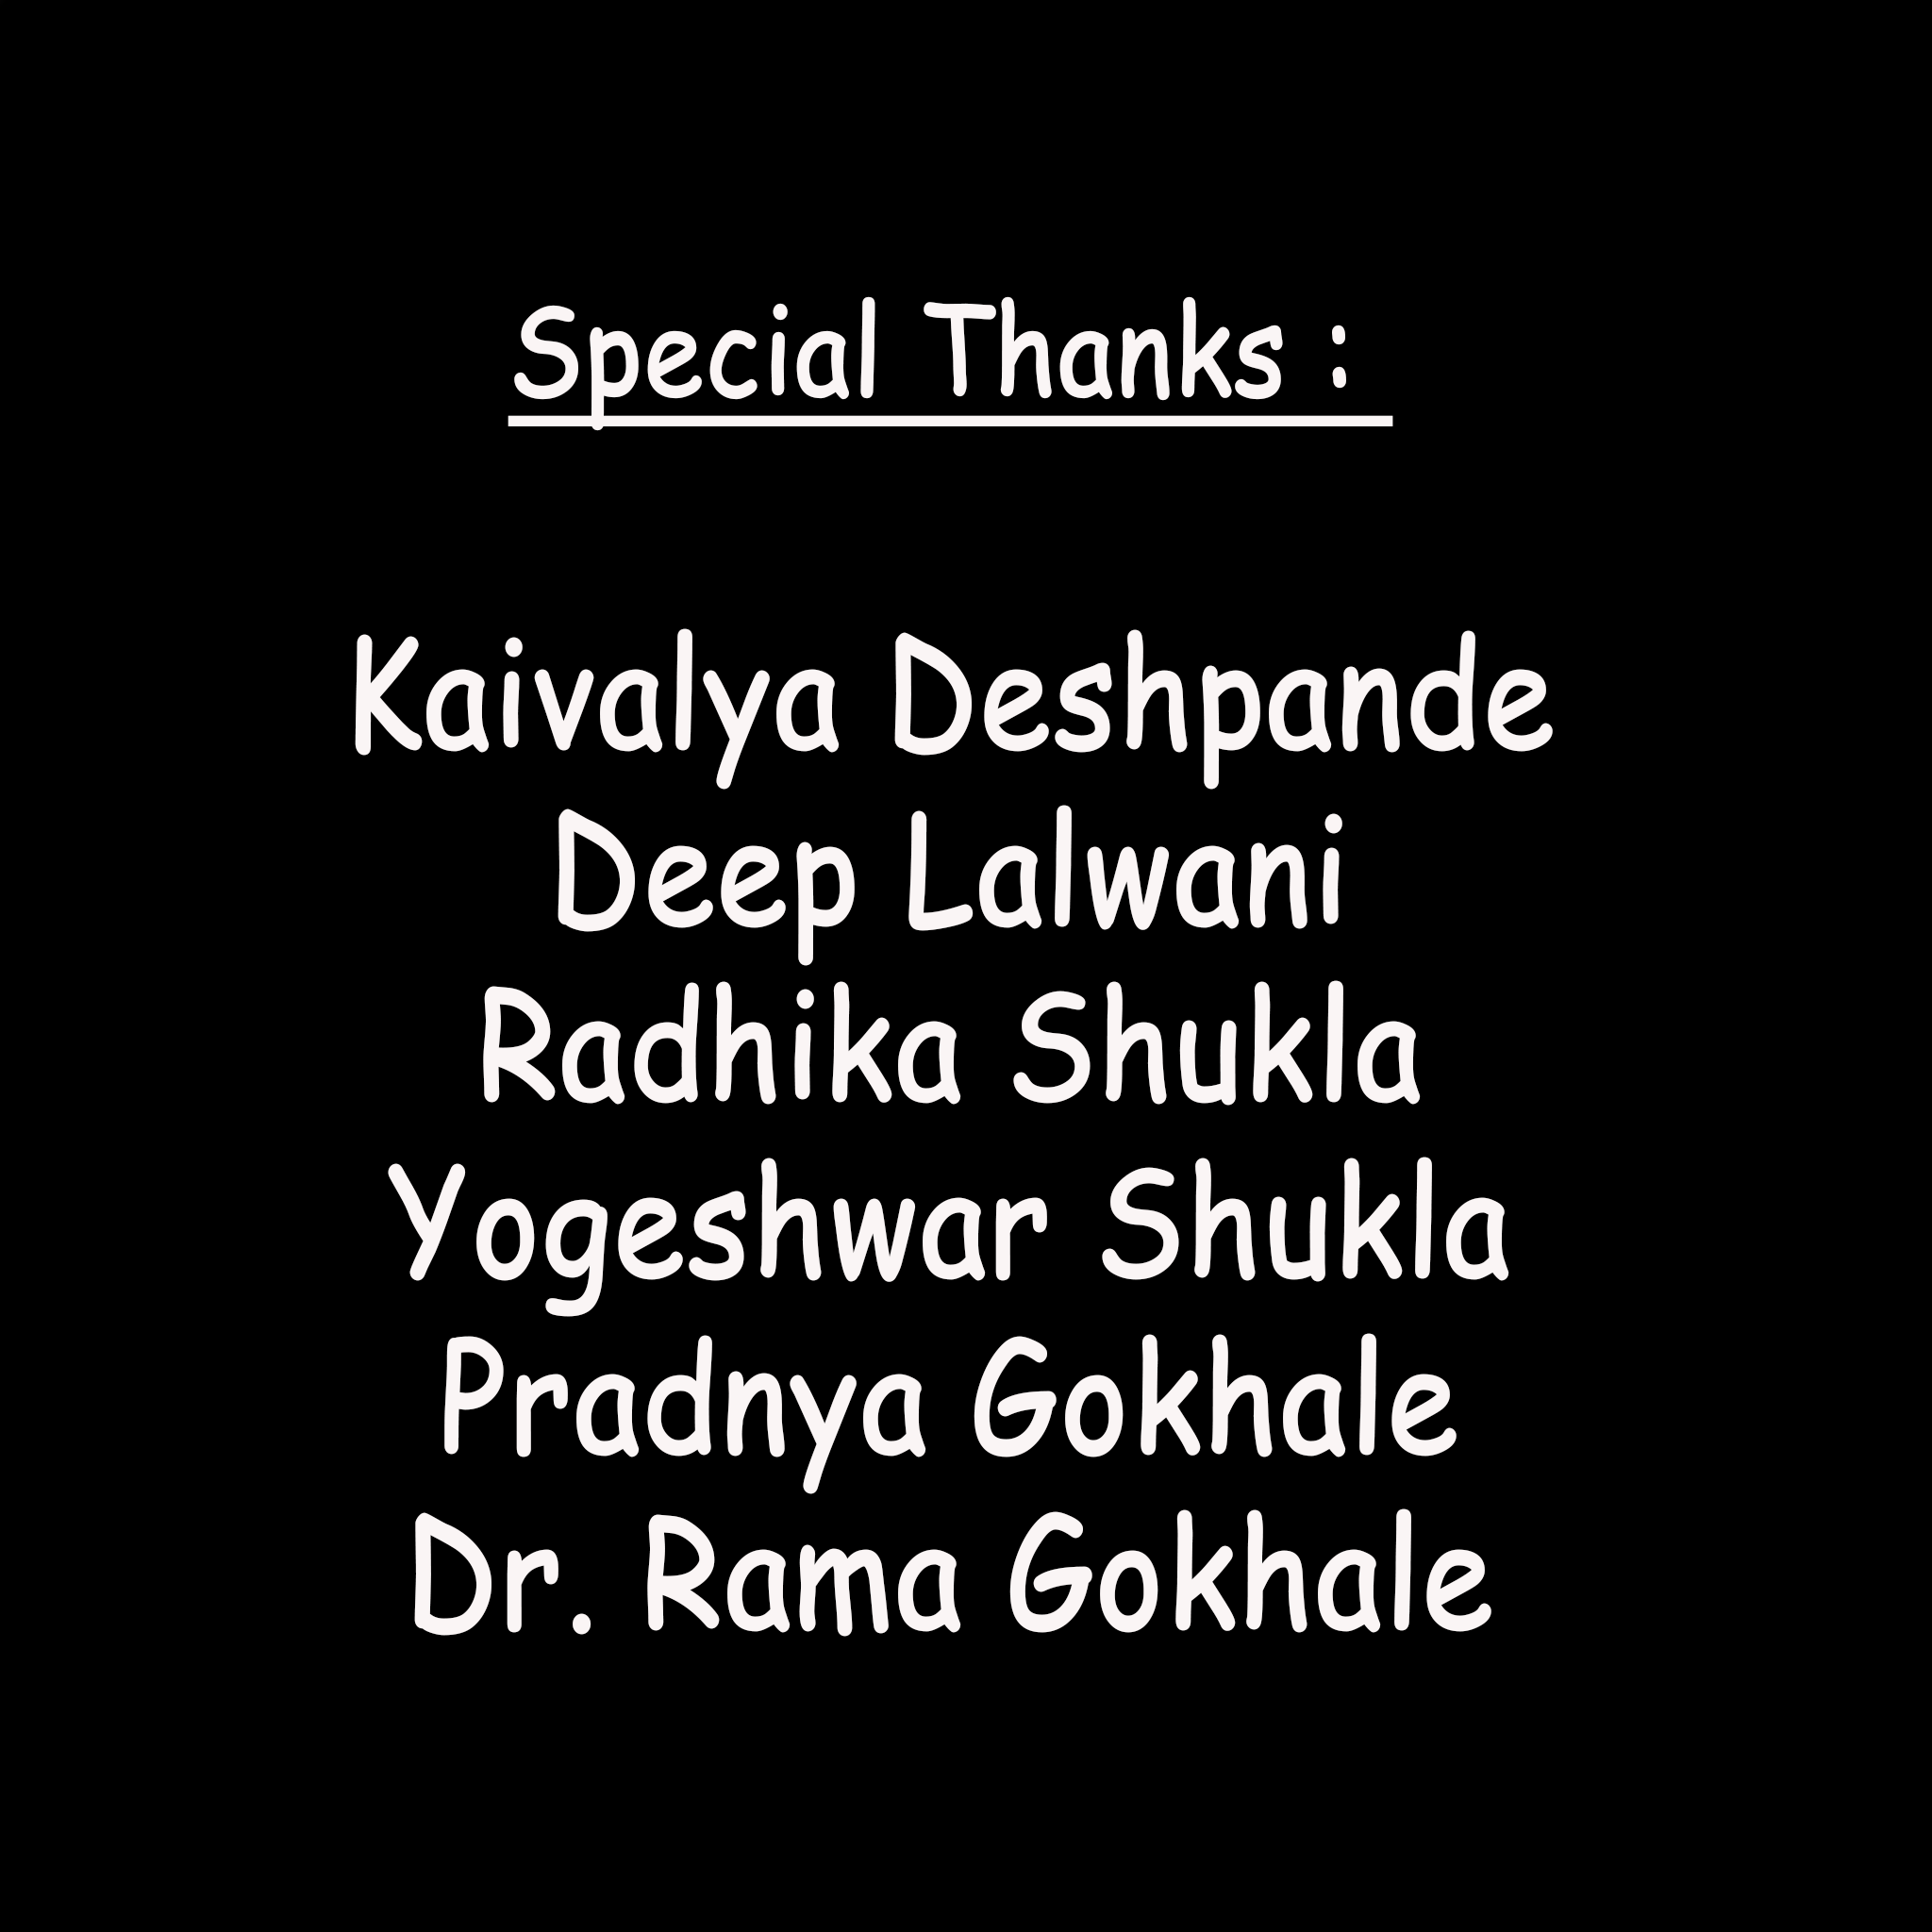 Special Thanks :
Kaivalya Deshpande
Deep Lalwani
Radhika Shukla
Yogeshwar Shukla
Pradnya Gokhale
Dr. Rama Gokhale